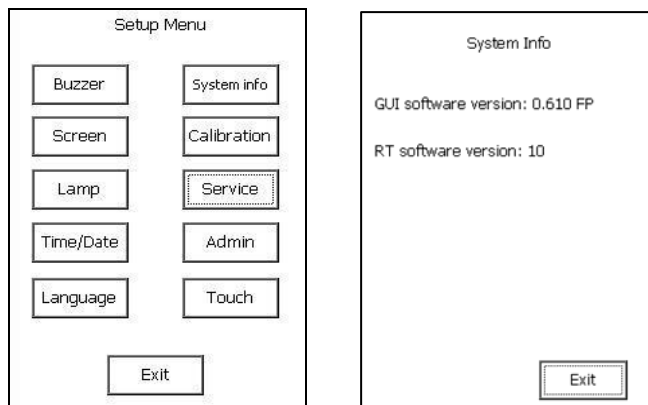 Setup Menu
Buzzer
System info
Screen
Calibration
Lamp
Service
Time/Date
Admin
Language
Touch
Exit
System Info
GUI software version: 0.610 FP
RT software version: 10
Exit